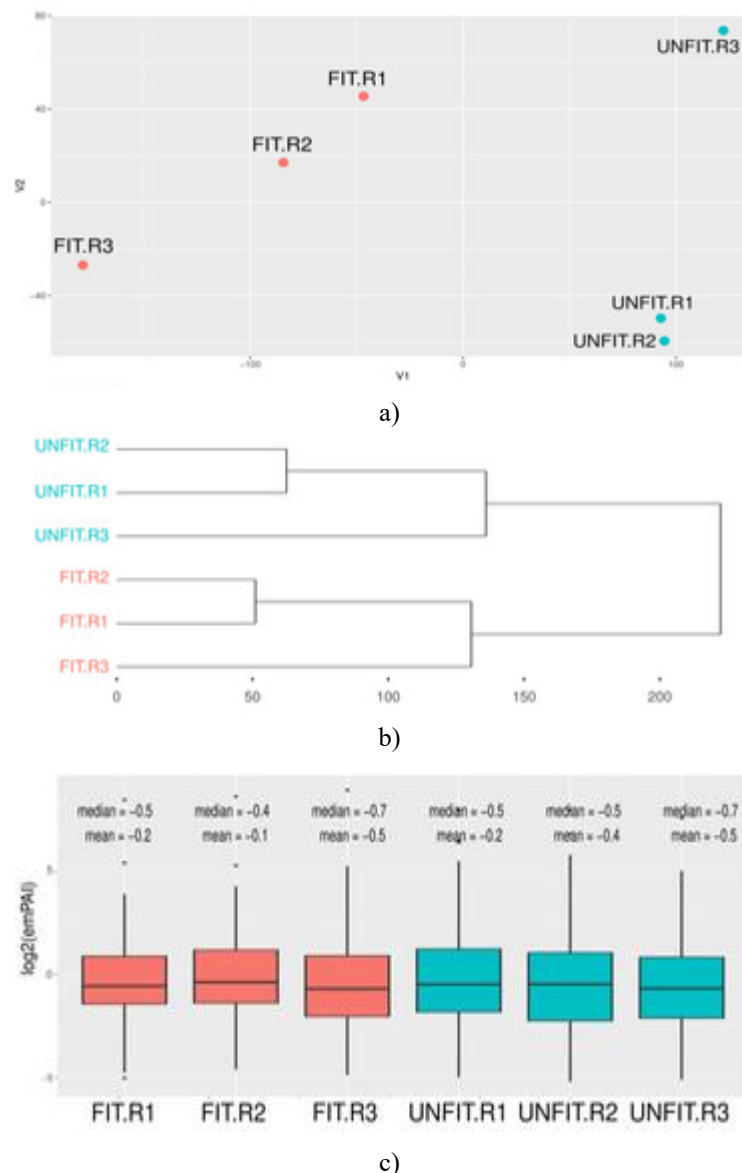 80
UNFIT.R3
FIT.R1
40
FIT.R2
V2
0
FIT.R3
-40
UNFIT.R1
UNFIT.R2
-100 0 100
V1
a)
UNFIT.R2
UNFIT.R1
UNFIT.R3
FIT.R2
FIT.R1
FIT.R3
0 50 100 150 200
b)
median = -0.5 median = -0.4 median = -0.7 median = -0.5 median = -0.5 median = -0.7
mean = -0.2 mean = -0.1 mean = -0.5 mean = -0.2 mean = -0.4 mean = -0.5
5
log2(emPAI)
0
-5
FIT.R1 FIT.R2 FIT.R3 UNFIT.R1 UNFIT.R2 UNFIT.R3
c)